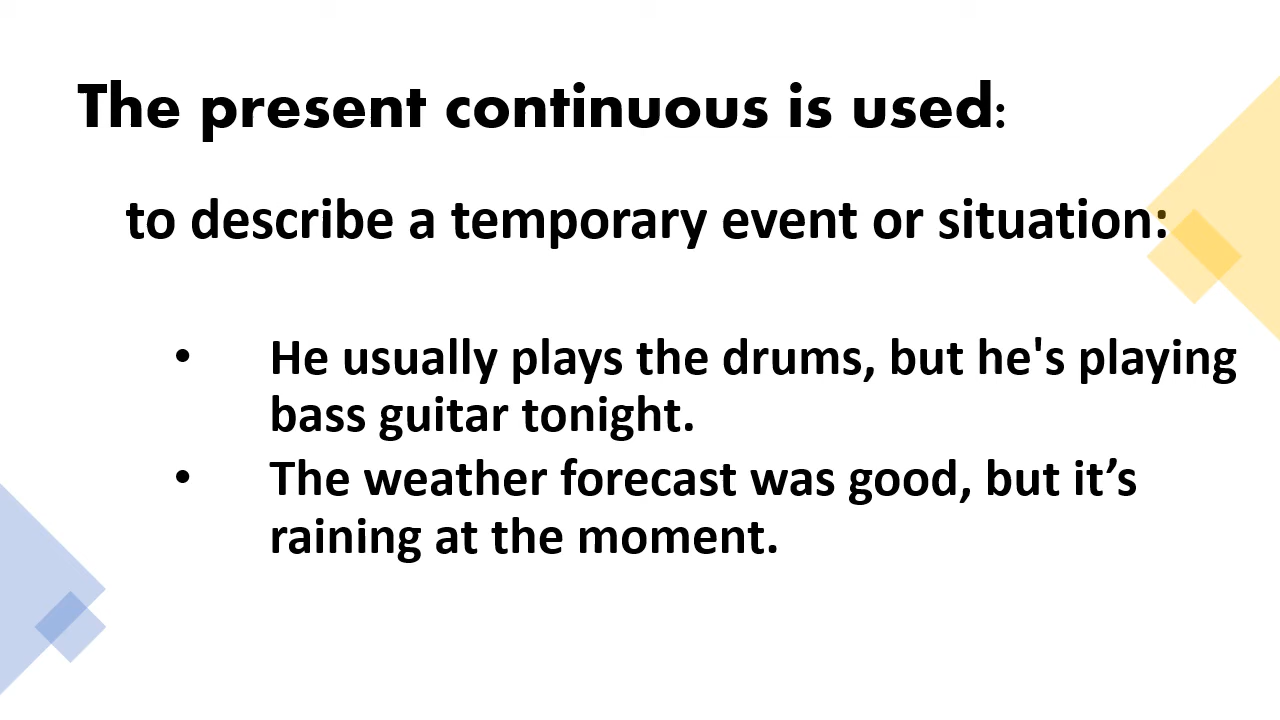 The present continuous is used:
to describe a temporary event or situation:
• He usually plays the drums, but he's playing
bass guitar tonight.
• The weather forecast was good, but it’s
raining at the moment.